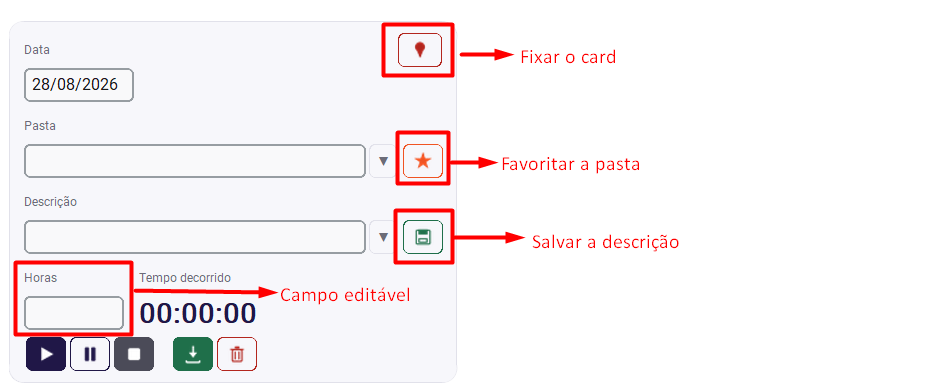 Data
Fixar o card
28/08/2026
Pasta
Favoritar a pasta
Descrição
Salvar a descrição
Horas
Tempo decorrido
Campo editável
00:00:00